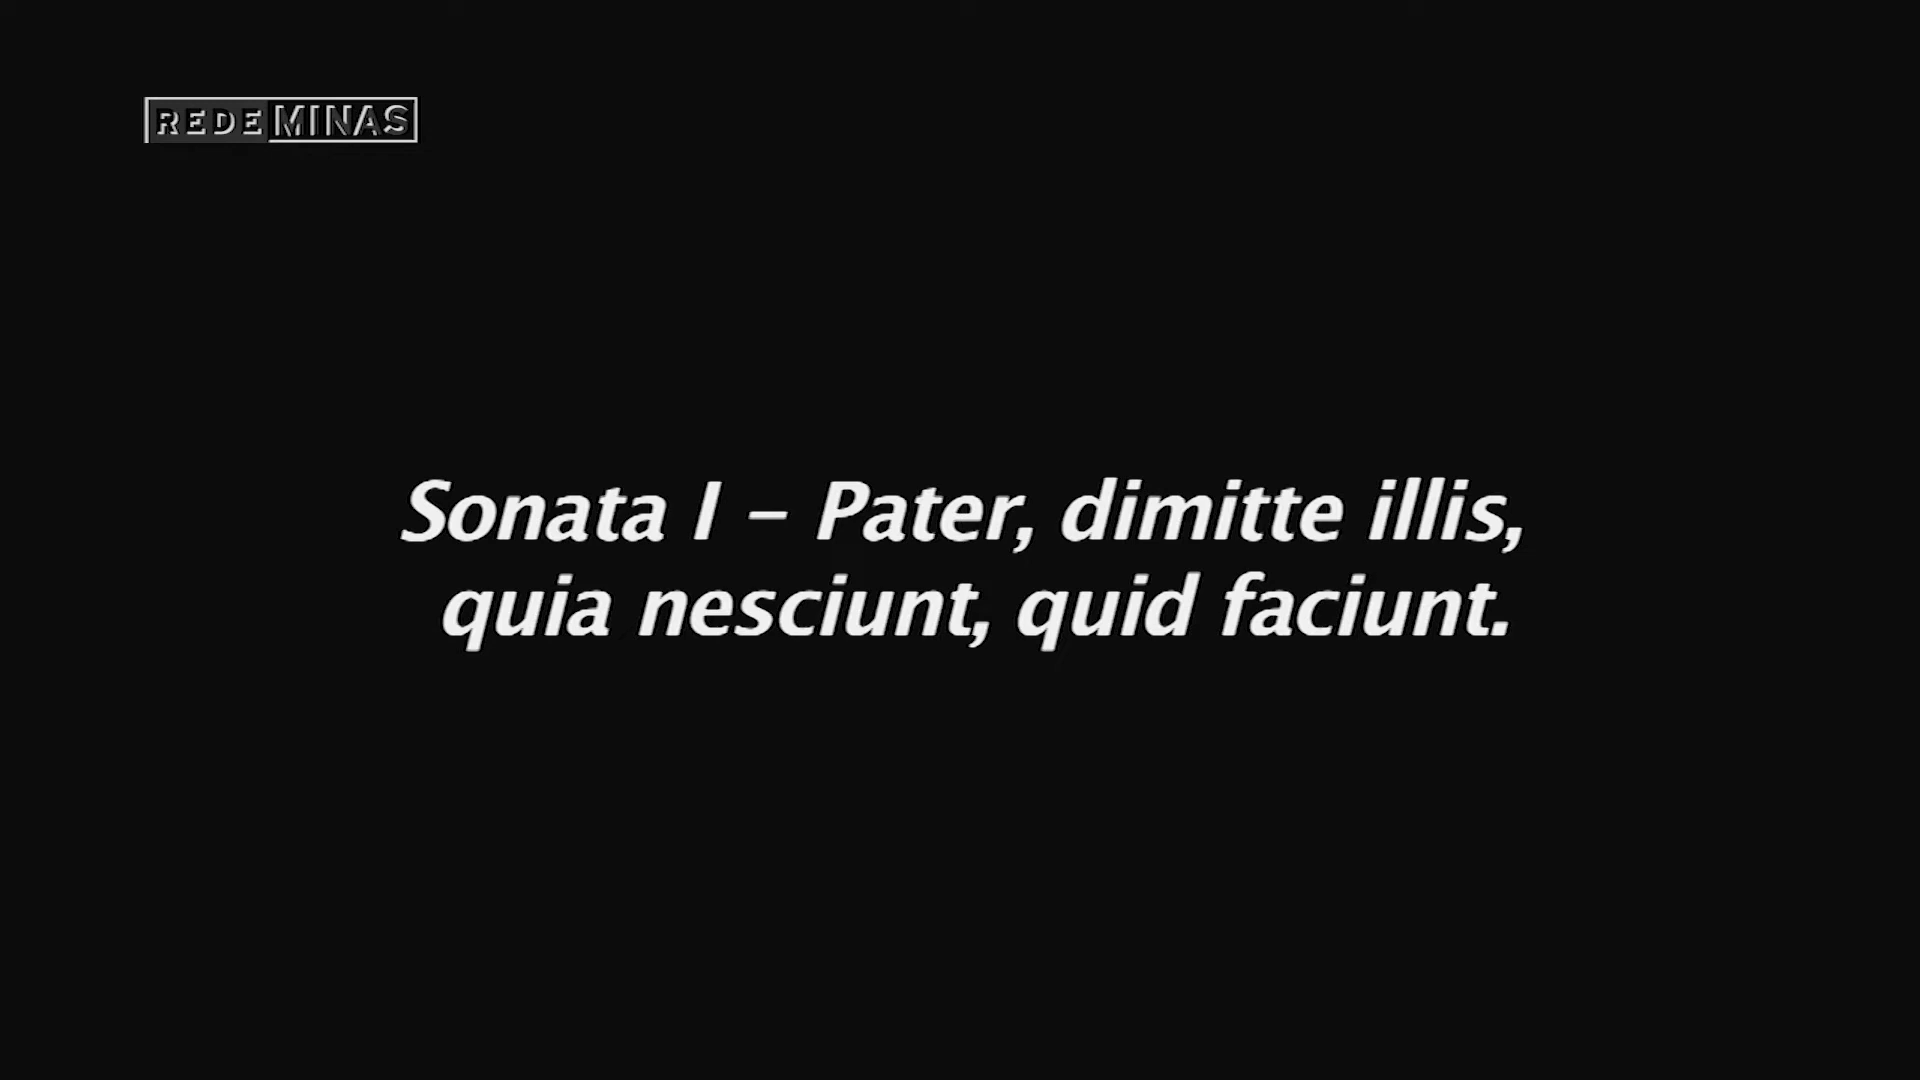 REDE MINAS
Sonata I – Pater, dimitte illis,
quia nesciunt, quid faciunt.